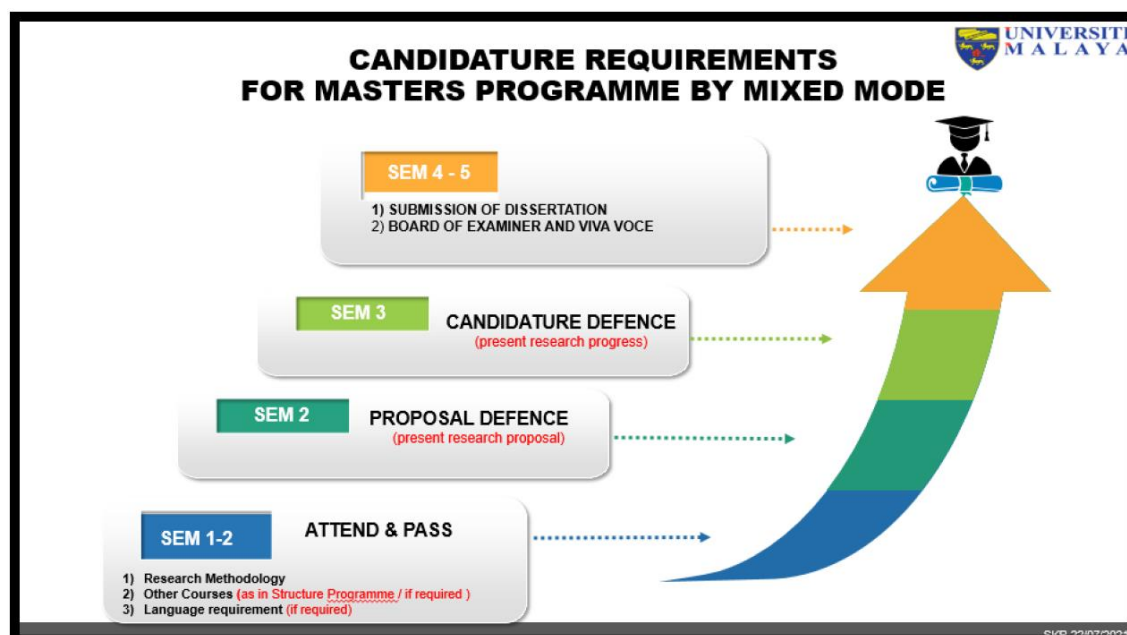 CANDIDATURE REQUIREMENTS
FOR MASTERS PROGRAMME BY MIXED MODE
UNIVERSITI
MALAYA
SEM 4 - 5
1) SUBMISSION OF DISSERTATION
2) BOARD OF EXAMINER AND VIVA VOCE
SEM 3
CANDIDATURE DEFENCE
(present research progress)
SEM 2
PROPOSAL DEFENCE
(present research proposal)
SEM 1-2
ATTEND & PASS
1) Research Methodology
2) Other Courses (as in Structure Programme / if required )
3) Language requirement (if required)